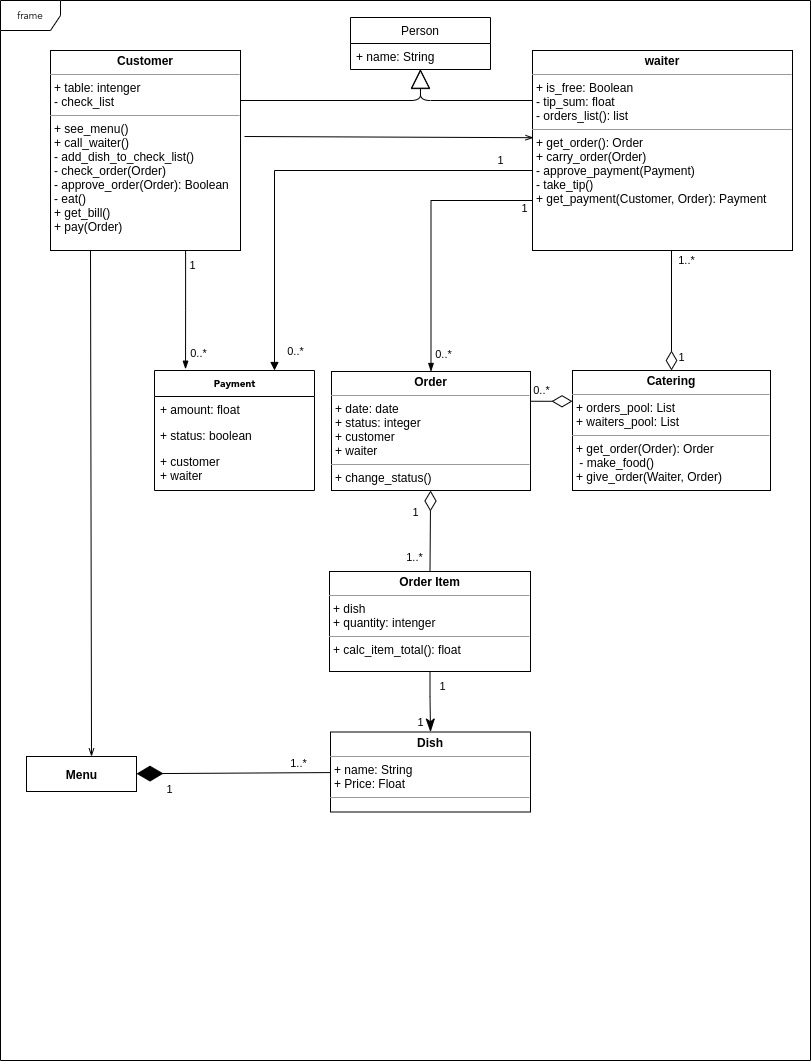 frame
Person
+ name: String
Customer
+ table: intenger
- check_list
+ see_menu()
+ call_waiter()
- add_dish_to_check_list()
- check_order(Order)
- approve_order(Order): Boolean
- eat()
+ get_bill()
+ pay(Order)
waiter
+ is_free: Boolean
- tip_sum: float
- orders_list(): list
+ get_order(): Order
+ carry_order(Order)
- approve_payment(Payment)
- take_tip()
+ get_payment(Customer, Order): Payment
1
1
1
1..*
0..*
0..*
0..*
1
0..*
Payment
+ amount: float
+ status: boolean
+ customer
+ waiter
Order
+ date: date
+ status: integer
+ customer
+ waiter
+ change_status()
Catering
+ orders_pool: List
+ waiters_pool: List
+ get_order(Order): Order
- make_food()
+ give_order(Waiter, Order)
1
1..*
Order Item
+ dish
+ quantity: intenger
+ calc_item_total(): float
1
1
Dish
+ name: String
+ Price: Float
Menu
1
1..*